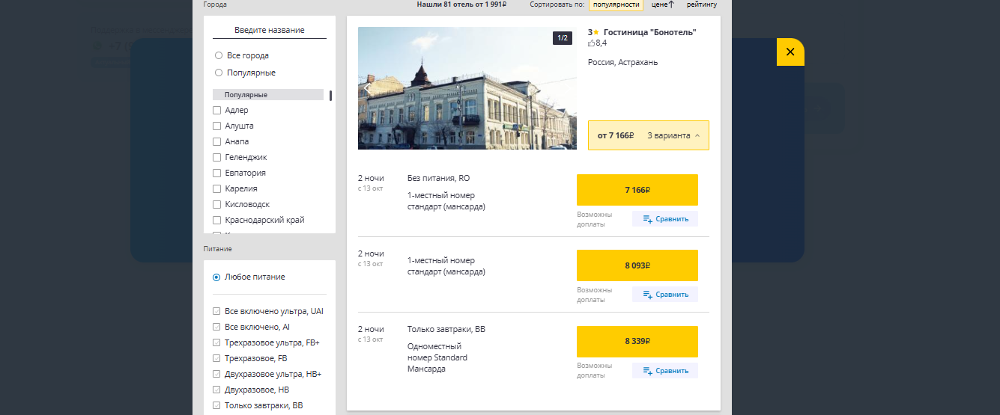 Города
Нашли 81 отель от 1 991₽
Сортировать по: популярности цене↑ рейтингу
Введите название
Все города
Популярные
Популярные
Адлер
Алушта
Анапа
Геленджик
Евпатория
Карелия
Кисловодск
Краснодарский край
Питание
Любое питание
Все включено ультра, UAI
Все включено, AI
Трехразовое ультра, FB+
Трехразовое, FB
Двухразовое ультра, HB+
Двухразовое, HB
Только завтраки, BB
1/2
3★ Гостиница "Бонотель"
8,4
Россия, Астрахань
от 7 166₽ 3 варианта
2 ночи
с 13 окт
Без питания, RO
1-местный номер
стандарт (мансарда)
7 166₽
Возможны
доплаты
Сравнить
2 ночи
с 13 окт
1-местный номер
стандарт (мансарда)
8 093₽
Возможны
доплаты
Сравнить
2 ночи
с 13 окт
Только завтраки, BB
Одноместный
номер Standard
Мансарда
8 339₽
Возможны
доплаты
Сравнить